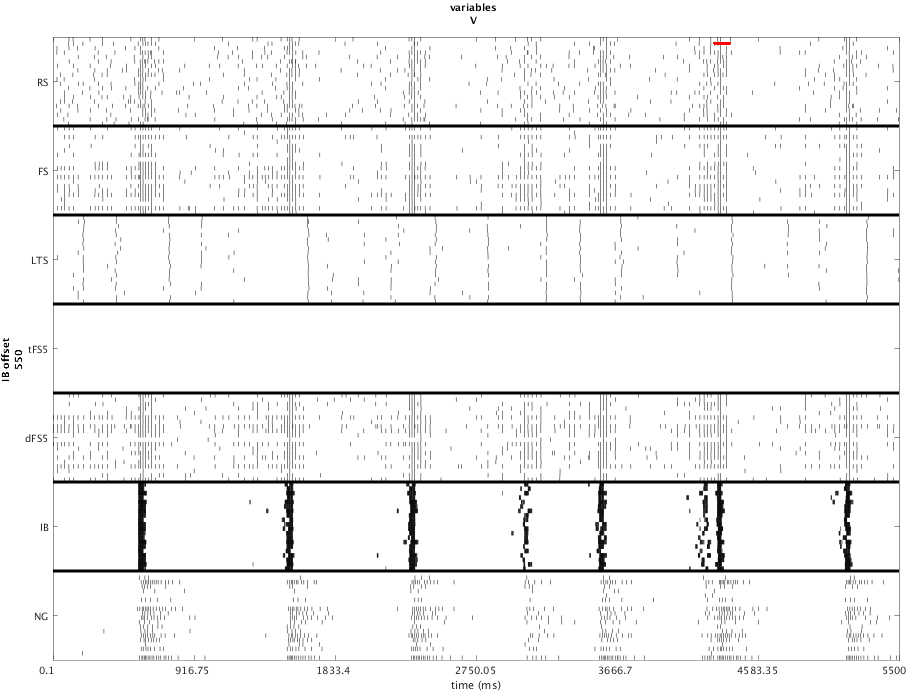 variables
V
RS
FS
LTS
tFS5
dFS5
IB
NG
IB offset
550
0.1
916.75
1833.4
2750.05
3666.7
4583.35
5500
time (ms)